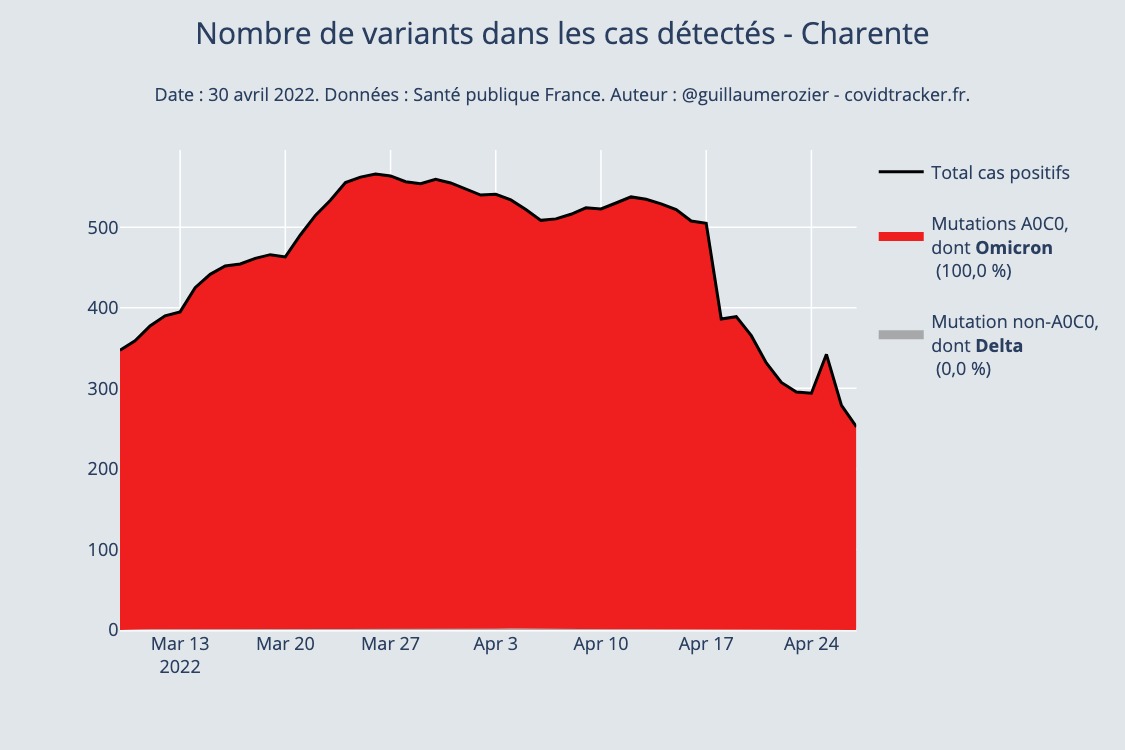 Nombre de variants dans les cas détectés - Charente
Date : 30 avril 2022. Données : Santé publique France. Auteur : @guillaumerozier - covidtracker.fr.
Total cas positifs
Mutations A0C0,
dont Omicron
(100,0 %)
Mutation non-A0C0,
dont Delta
(0,0 %)
500
400
300
200
100
0
Mar 13
2022
Mar 20
Mar 27
Apr 3
Apr 10
Apr 17
Apr 24